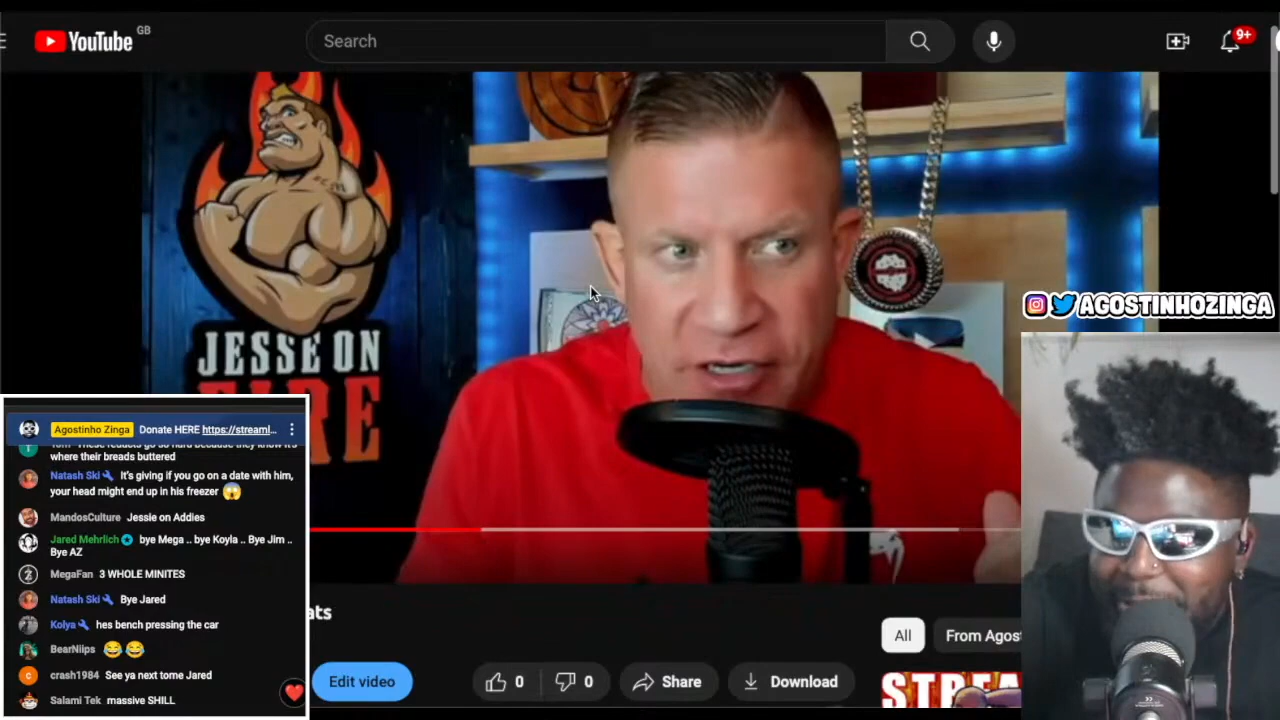 YouTube GB
Search
9+
JESSE ON
FIRE
AGOSTINHOZINGA
Agostinho Zinga Donate HERE https://streaml...
where their breads buttered
Natash Ski It's giving if you go on a date with him,
your head might end up in his freezer
MandosCulture Jessie on Addies
Jared Mehrlich bye Mega .. bye Koyla .. Bye Jim ..
Bye AZ
MegaFan 3 WHOLE MINITES
Natash Ski Bye Jared
Kolya hes bench pressing the car
BearNiips
crash1984 See ya next tome Jared
Salami Tek massive SHILL
ats
All
From Agos
Edit video
0
0
Share
Download
STREA